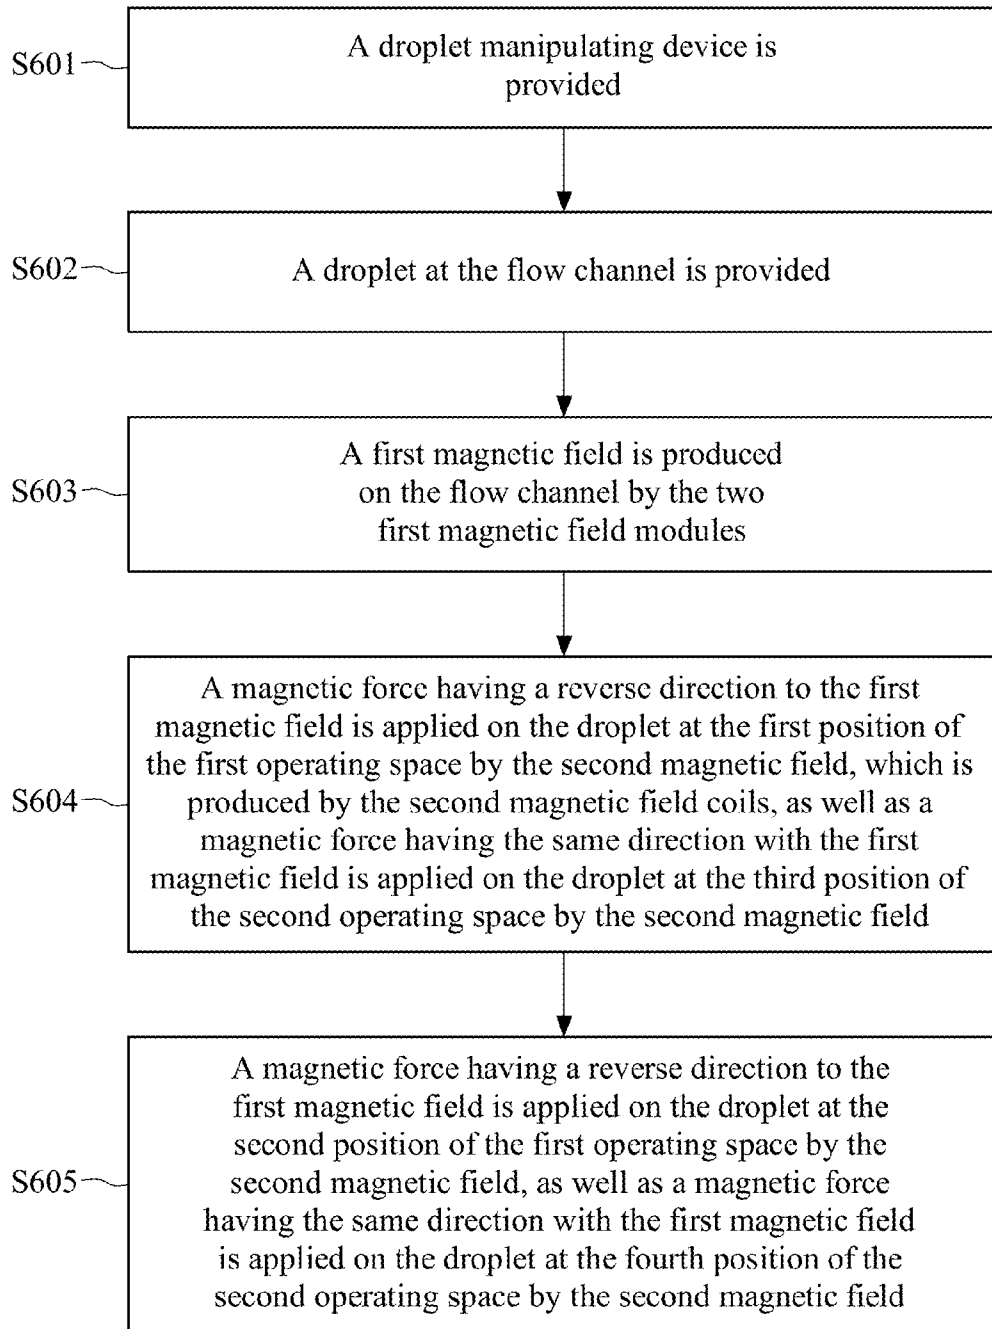 S601
A droplet manipulating device is
provided
S602
A droplet at the flow channel is provided
S603
A first magnetic field is produced
on the flow channel by the two
first magnetic field modules
S604
A magnetic force having a reverse direction to the first
magnetic field is applied on the droplet at the first position of
the first operating space by the second magnetic field, which is
produced by the second magnetic field coils, as well as a
magnetic force having the same direction with the first
magnetic field is applied on the droplet at the third position of
the second operating space by the second magnetic field
S605
A magnetic force having a reverse direction to the
first magnetic field is applied on the droplet at the
second position of the first operating space by the
second magnetic field, as well as a magnetic force
having the same direction with the first magnetic field
is applied on the droplet at the fourth position of the
second operating space by the second magnetic field